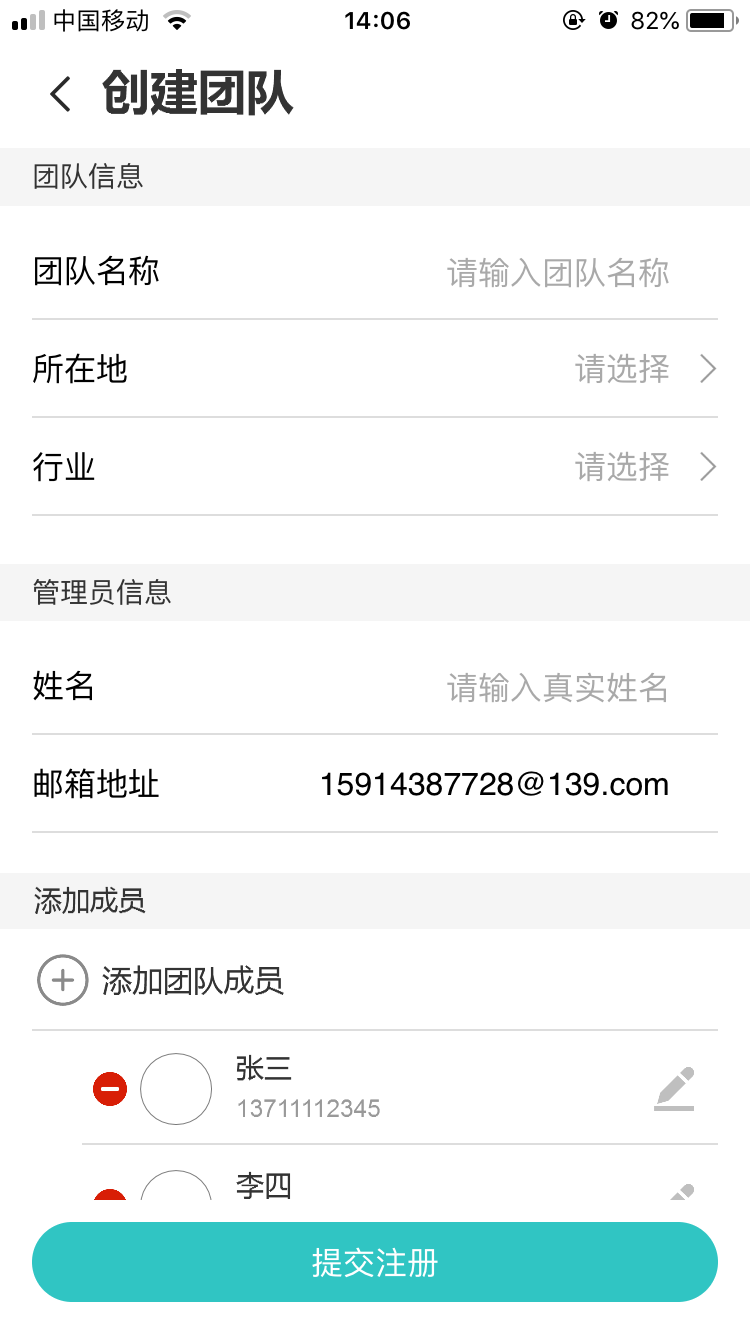 中国移动 14:06 82%
创建团队
团队信息
团队名称 请输入团队名称
所在地 请选择
行业 请选择
管理员信息
姓名 请输入真实姓名
邮箱地址 15914387728@139.com
添加成员
添加团队成员
张三
13711112345
李四
提交注册